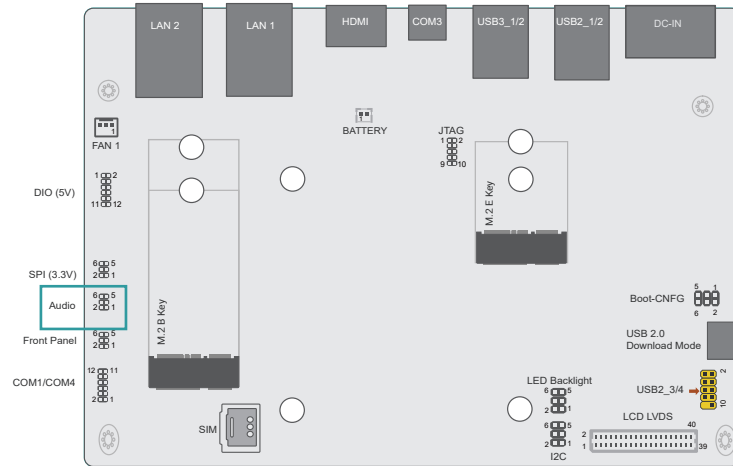 LAN 2
LAN 1
HDMI
COM3
USB3_1/2
USB2_1/2
DC-IN
1
FAN 1
1
BATTERY
JTAG
1 2
9 10
DIO (5V)
1 2
11 12
M.2 E Key
SPI (3.3V)
6 5
2 1
Audio
6 5
2 1
Front Panel
6 5
2 1
M.2 B Key
COM1/COM4
12 11
2 1
SIM
Boot-CNFG
5 1
6 2
USB 2.0
Download Mode
USB2_3/4
2
10
LED Backlight
6 5
2 1
6 5
2 1
I2C
LCD LVDS
2 40
1 39